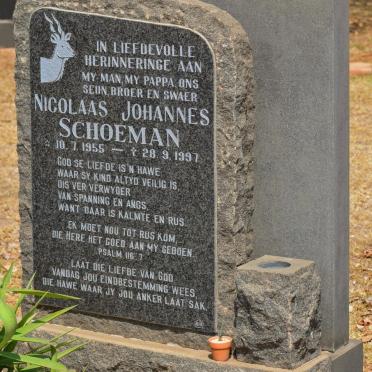 IN LIEFDEVOLLE
HERINNERINGE AAN
MY MAN, MY PAPPA, ONS
SEUN, BROER EN SWAER
NICOLAAS JOHANNES
SCHOEMAN
* 10.7.1955 — † 28.9.1997
GOD SE LIEFDE IS 'N HAWE
WAAR SY KIND ALTYD VEILIG IS
DIS VER VERWYDER
VAN SPANNING EN ANGS
WANT DAAR IS KALMTE EN RUS
EK MOET NOU TOT RUS KOM,
DIE HERE HET GOED AAN MY GEDOEN.
PSALM 116:7
LAAT DIE LIEFDE VAN GOD
VANDAG JOU EINDBESTEMMING WEES
DIE HAWE WAAR JY JOU ANKER LAAT SAK.